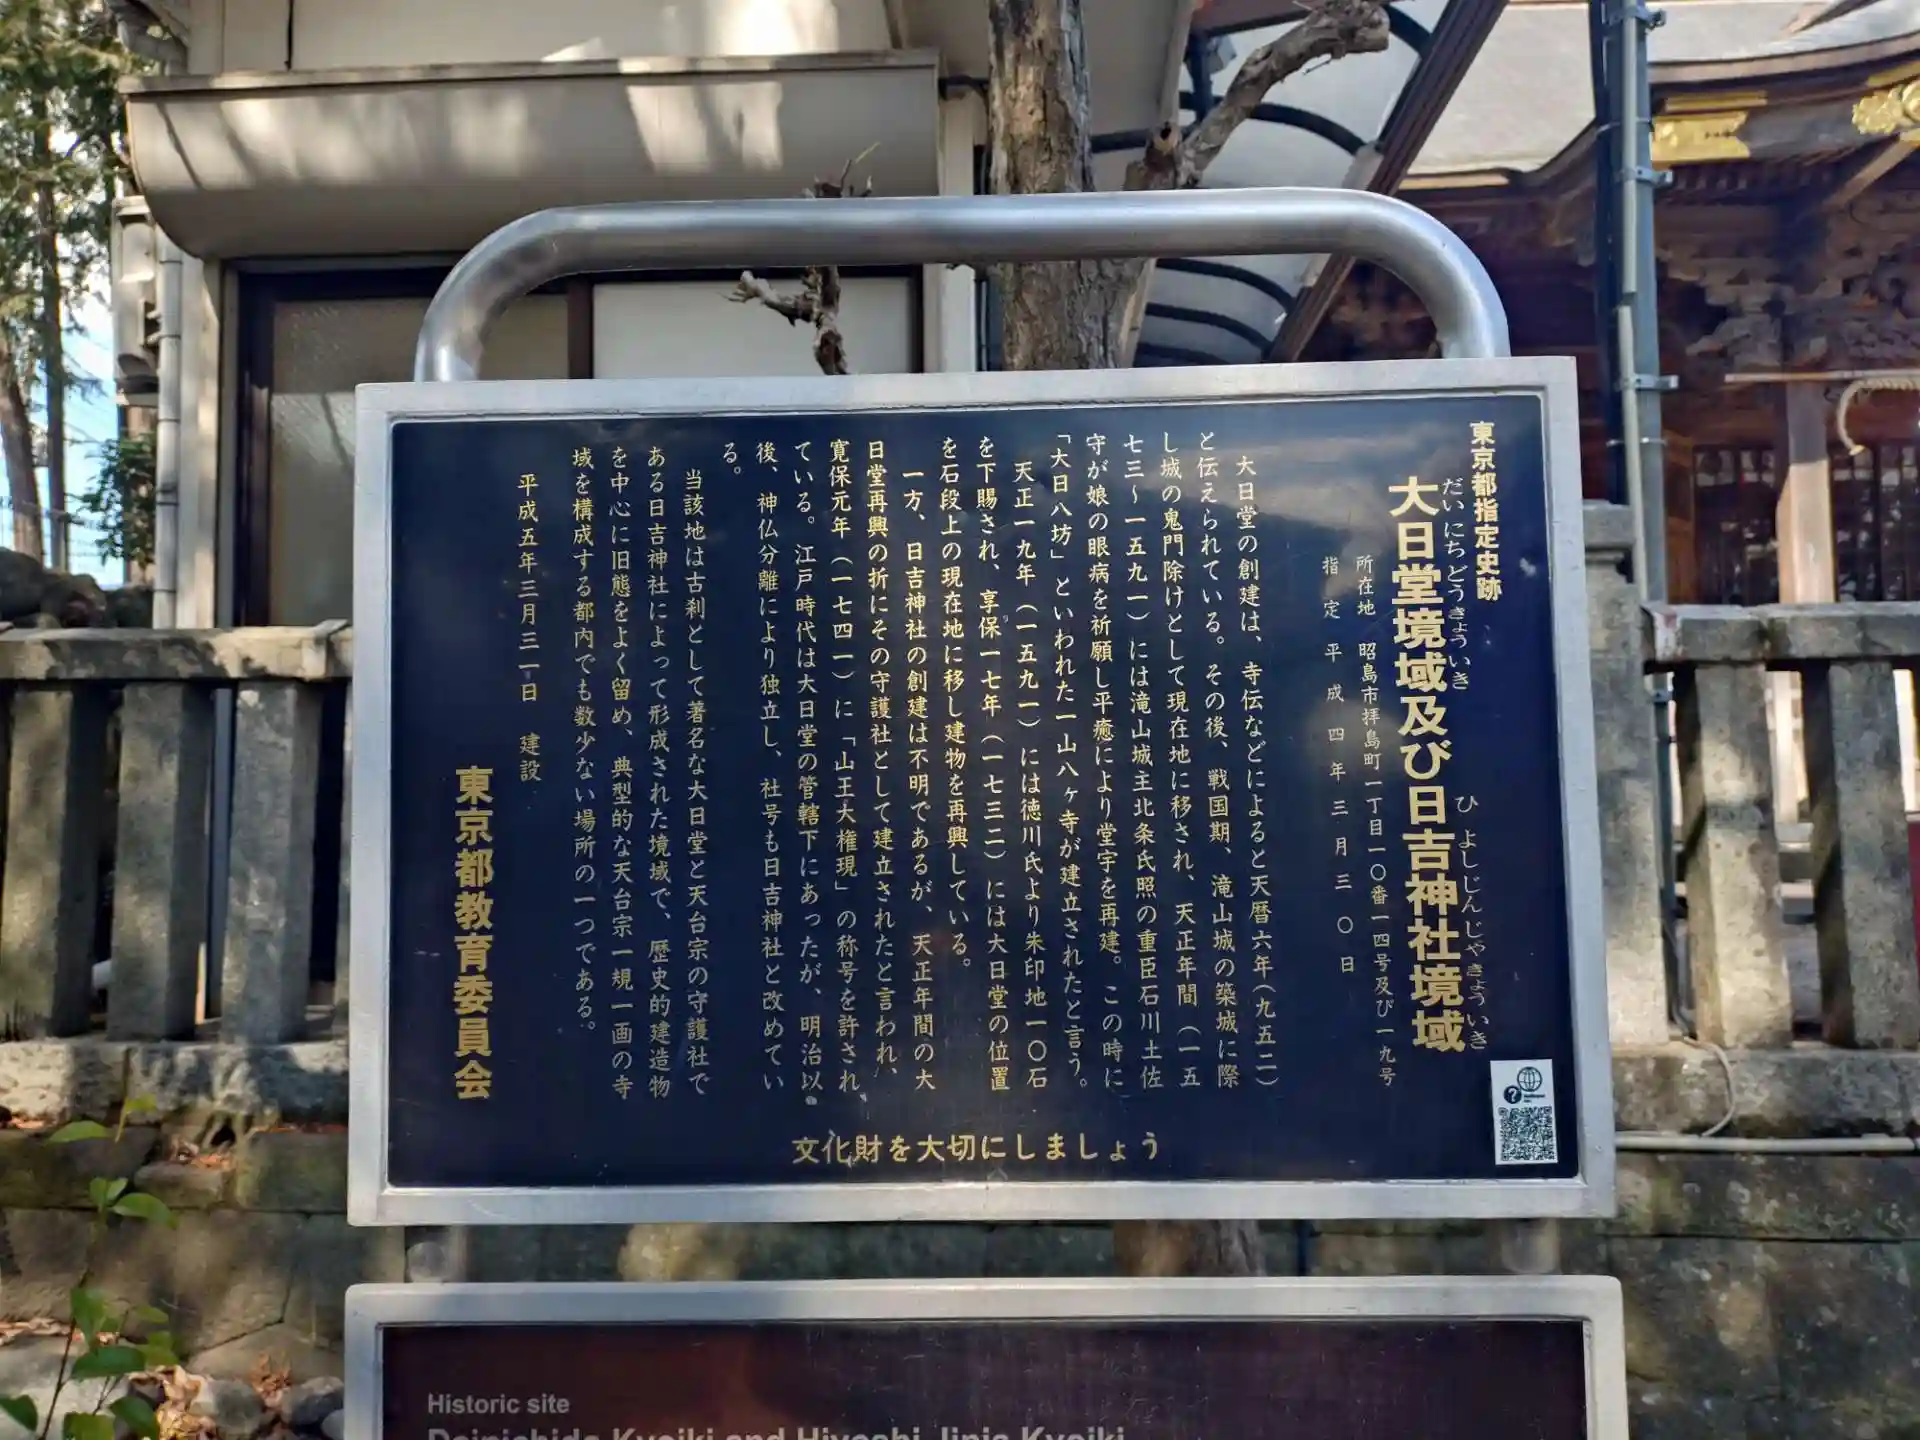 東京都指定史跡
だいにちどうきょういき ひよしじんじゃきょういき
大日堂境域及び日吉神社境域
所在地 昭島市拝島町一丁目一〇番一四号及び一九号
指定 平成四年三月三〇日
大日堂の創建は、寺伝などによると天暦六年(九五二)
と伝えられている。その後、戦国期、滝山城の築城に際
し城の鬼門除けとして現在地に移され、天正年間(一五
七三~一五九一)には滝山城主北条氏照の重臣石川土佐
守が娘の眼病を祈願し平癒により堂宇を再建。この時に
「大日八坊」といわれた一山八ヶ寺が建立されたと言う。
天正一九年(一五九一)には徳川氏より朱印地一〇石
を下賜され、享保一七年(一七三二)には大日堂の位置
を石段上の現在地に移し建物を再興している。
一方、日吉神社の創建は不明であるが、天正年間の大
日堂再興の折にその守護社として建立されたと言われ、
寛保元年(一七四一)に「山王大権現」の称号を許され
ている。江戸時代は大日堂の管轄下にあったが、明治以
後、神仏分離により独立し、社号も日吉神社と改めてい
る。
当該地は古刹として著名な大日堂と天台宗の守護社で
ある日吉神社によって形成された境域で、歴史的建造物
を中心に旧態をよく留め、典型的な天台宗一規一画の寺
域を構成する都内でも数少ない場所の一つである。
平成五年三月三一日 建設
東京都教育委員会
文化財を大切にしましょう
Historic site
Dainichido Kyoiki and Hiyoshi Jinja Kyoiki